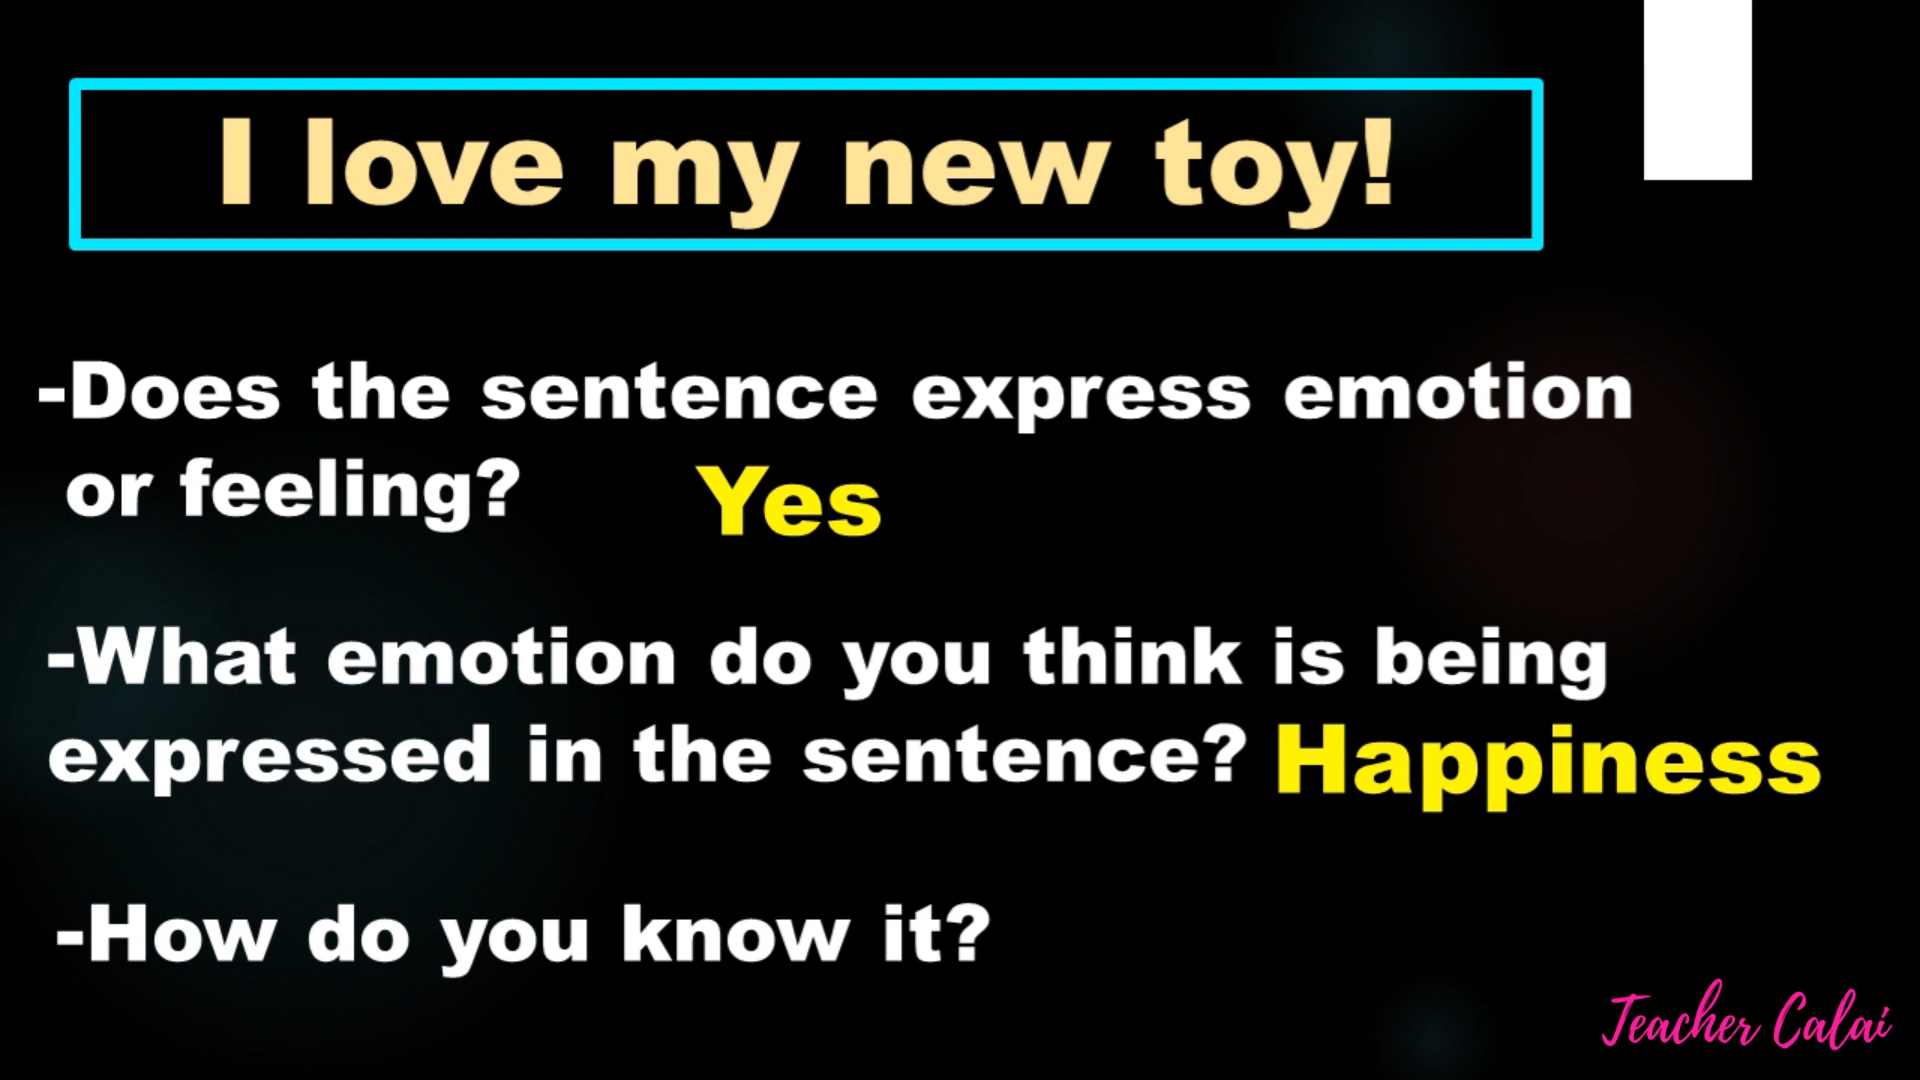 I love my new toy!
-Does the sentence express emotion
or feeling? Yes
-What emotion do you think is being
expressed in the sentence? Happiness
-How do you know it?
Teacher Calai